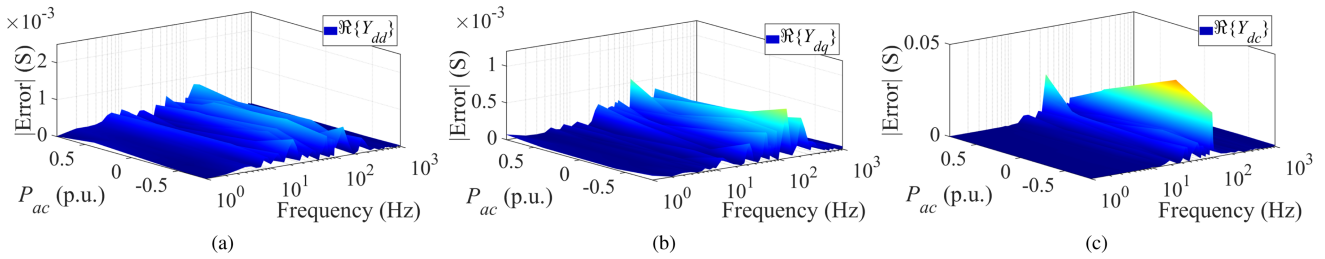 ×10⁻³
ℜ{Y_dd}
|Error| (S)
2
1
0
0.5
0
-0.5
P_ac (p.u.)
10⁰
10¹
10²
10³
Frequency (Hz)
(a)
×10⁻³
ℜ{Y_dq}
|Error| (S)
1
0.5
0
0.5
0
-0.5
P_ac (p.u.)
10⁰
10¹
10²
10³
Frequency (Hz)
(b)
ℜ{Y_dc}
|Error| (S)
0.05
0
0.5
0
-0.5
P_ac (p.u.)
10⁰
10¹
10²
10³
Frequency (Hz)
(c)